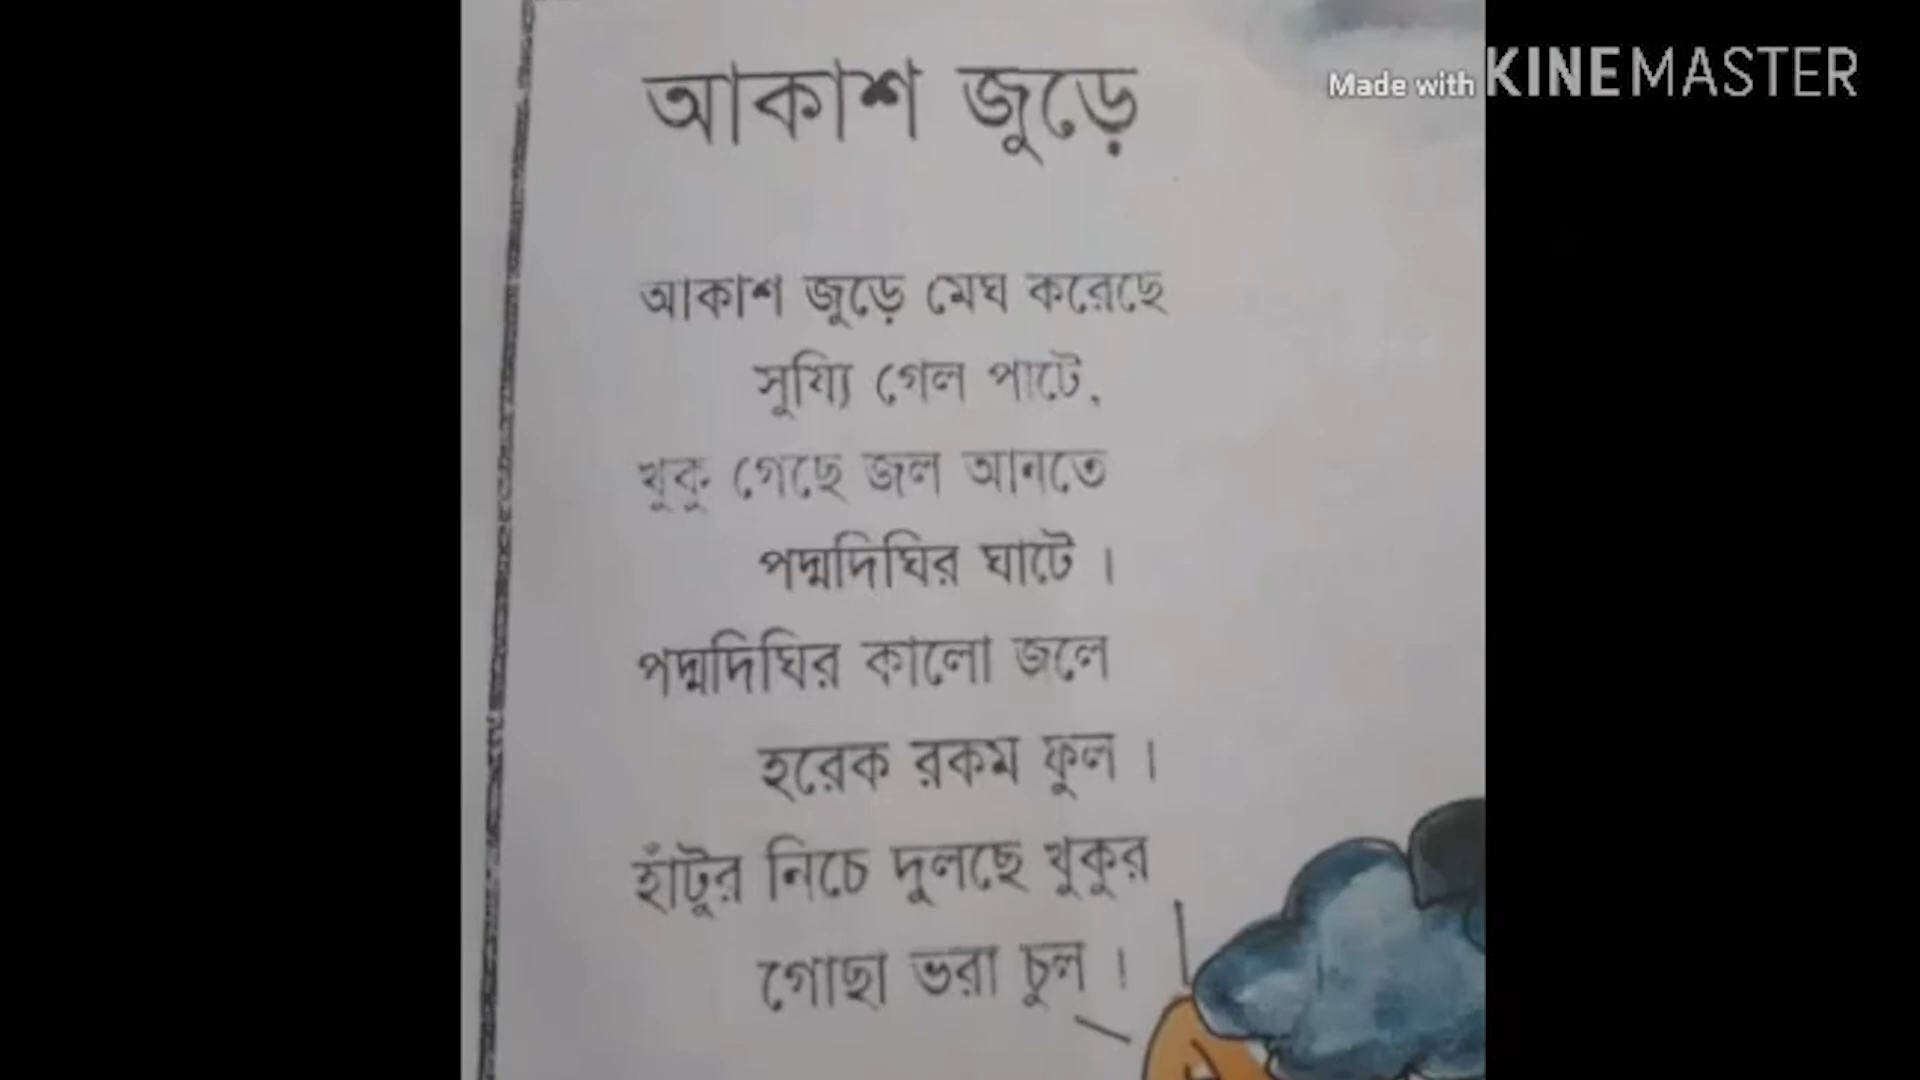 আকাশ জুড়ে
Made with KINEMASTER
আকাশ জুড়ে মেঘ করেছে
সুয্যি গেল পাটে,
খুকু গেছে জল আনতে
পদ্মদিঘির ঘাটে ।
পদ্মদিঘির কালো জলে
হরেক রকম ফুল ।
হাঁটুর নিচে দুলছে খুকুর
গোছা ভরা চুল ।